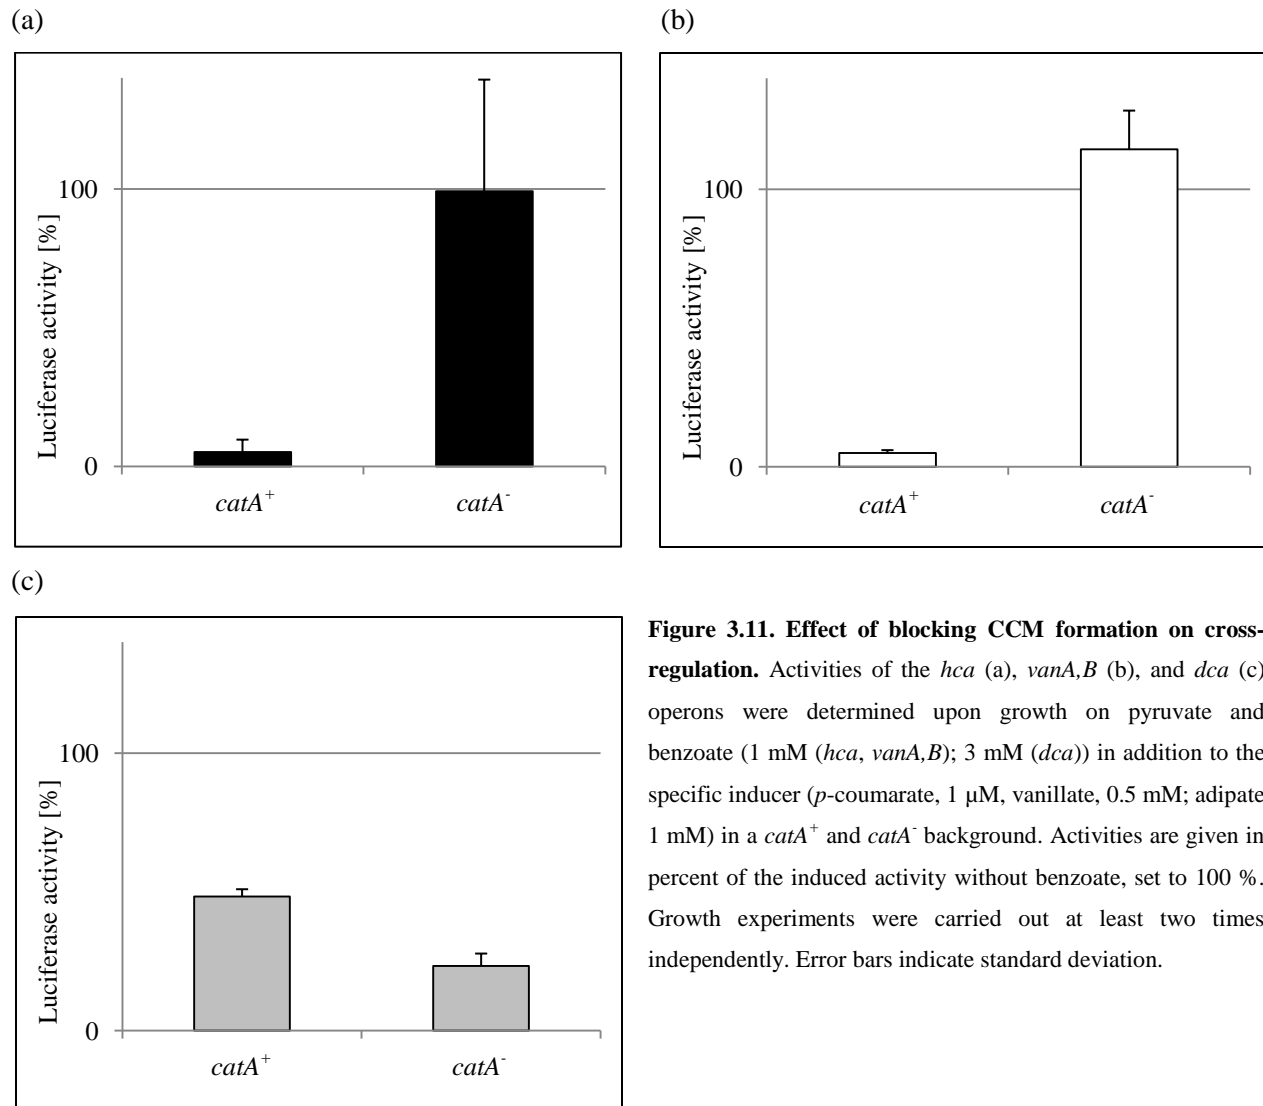 (a)
(b)
Luciferase activity [%]
100
0
catA+
catA-
Luciferase activity [%]
100
0
catA+
catA-
(c)
Luciferase activity [%]
100
0
catA+
catA-
Figure 3.11. Effect of blocking CCM formation on cross-
regulation. Activities of the hca (a), vanA,B (b), and dca (c)
operons were determined upon growth on pyruvate and
benzoate (1 mM (hca, vanA,B); 3 mM (dca)) in addition to the
specific inducer (p-coumarate, 1 μM, vanillate, 0.5 mM; adipate
1 mM) in a catA+ and catA- background. Activities are given in
percent of the induced activity without benzoate, set to 100 %.
Growth experiments were carried out at least two times
independently. Error bars indicate standard deviation.